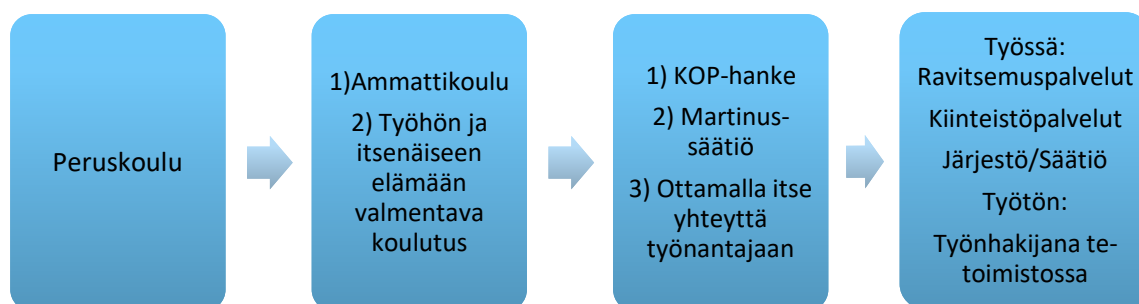 Peruskoulu
1)Ammattikoulu
2) Työhön ja
itsenäiseen
elämään
valmentava
koulutus
1) KOP-hanke
2) Martinus-
säätiö
3) Ottamalla itse
yhteyttä
työnantajaan
Työssä:
Ravitsemuspalvelut
Kiinteistöpalvelut
Järjestö/Säätiö
Työtön:
Työnhakijana te-
toimistossa